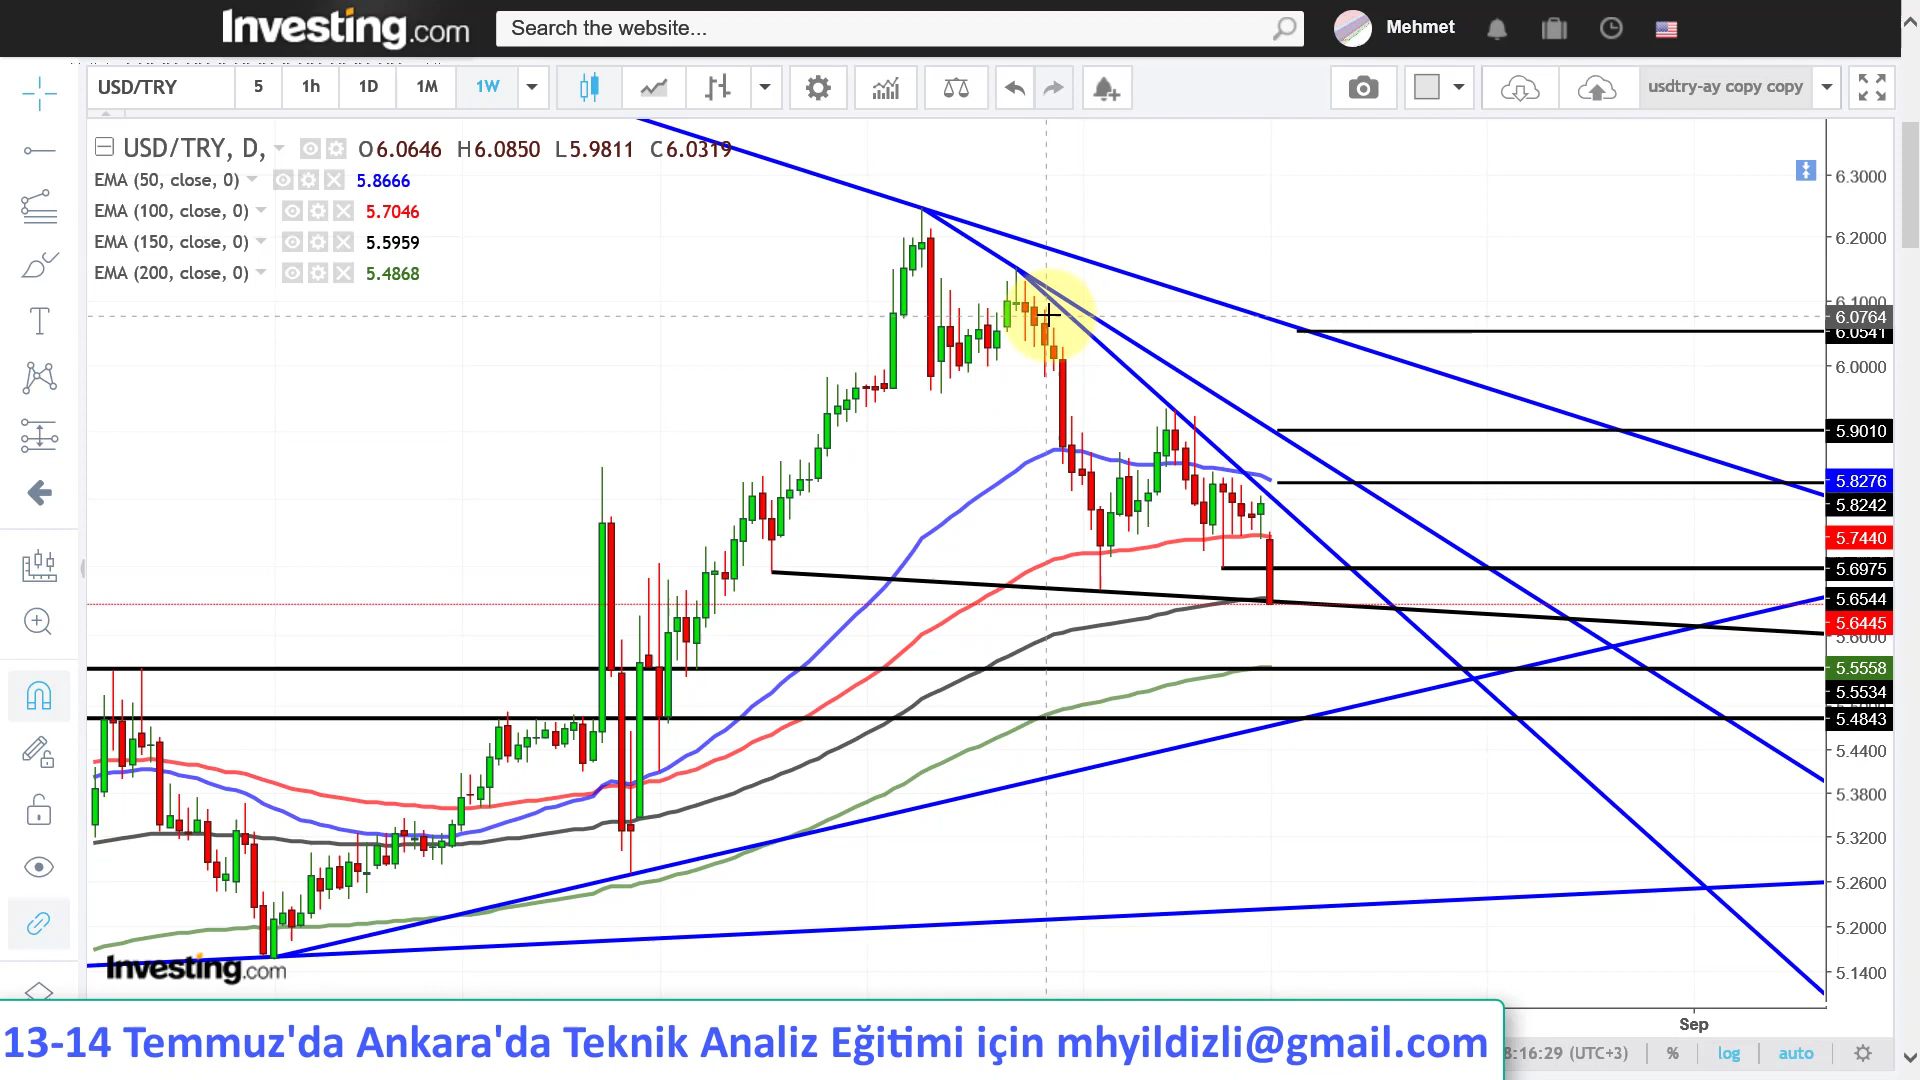 Investing.com
Search the website...
Mehmet
USD/TRY 5 1h 1D 1M 1W
usdtry-ay copy copy
USD/TRY, D, O6.0646 H6.0850 L5.9811 C6.0319
EMA (50, close, 0) 5.8666
EMA (100, close, 0) 5.7046
EMA (150, close, 0) 5.5959
EMA (200, close, 0) 5.4868
6.3000
6.2000
6.1000
6.0764
6.0541
6.0000
5.9010
5.8276
5.8242
5.7440
5.6975
5.6544
5.6445
5.6000
5.5558
5.5534
5.4843
5.4400
5.3800
5.3200
5.2600
5.2000
5.1400
Investing.com
Sep
13-14 Temmuz'da Ankara'da Teknik Analiz Eğitimi için mhyildizli@gmail.com
:16:29 (UTC+3) % log auto